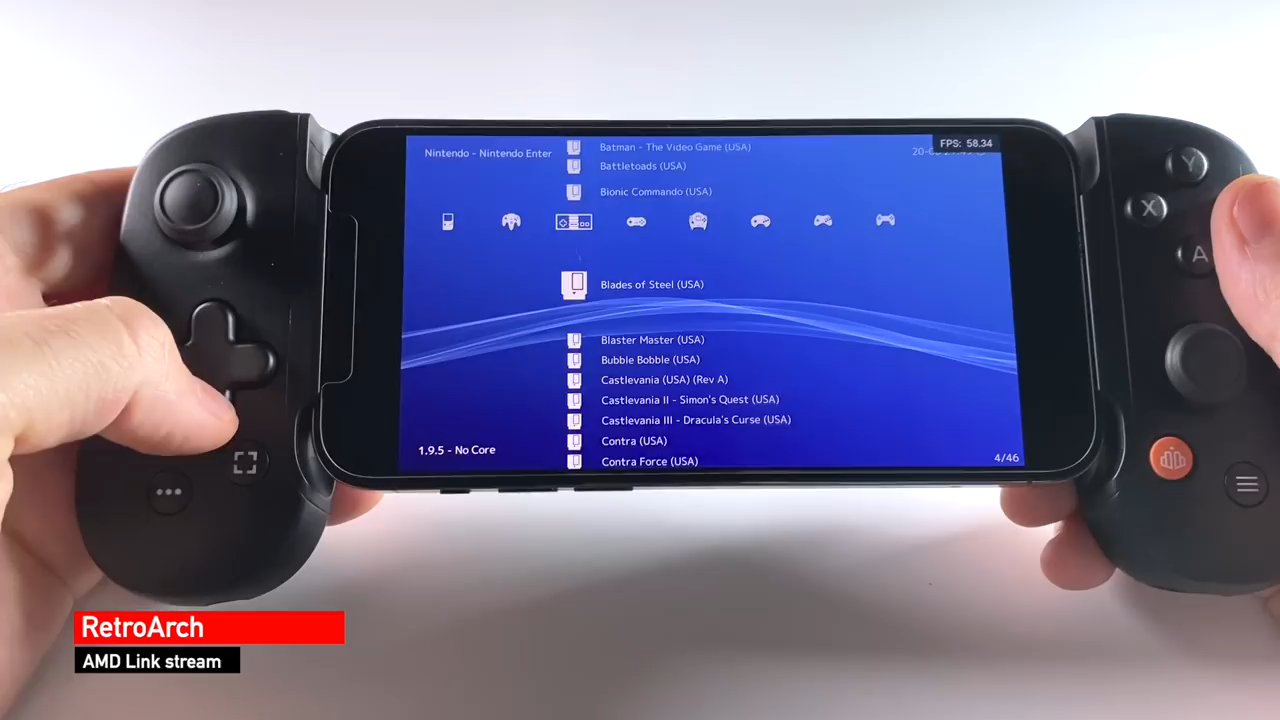 Nintendo - Nintendo Enter
Batman - The Video Game (USA)
FPS: 58.34
Battletoads (USA)
Bionic Commando (USA)
Blades of Steel (USA)
Blaster Master (USA)
Bubble Bobble (USA)
Castlevania (USA) (Rev A)
Castlevania II - Simon's Quest (USA)
Castlevania III - Dracula's Curse (USA)
Contra (USA)
Contra Force (USA)
1.9.5 - No Core
4/46
Y
X
A
RetroArch
AMD Link stream